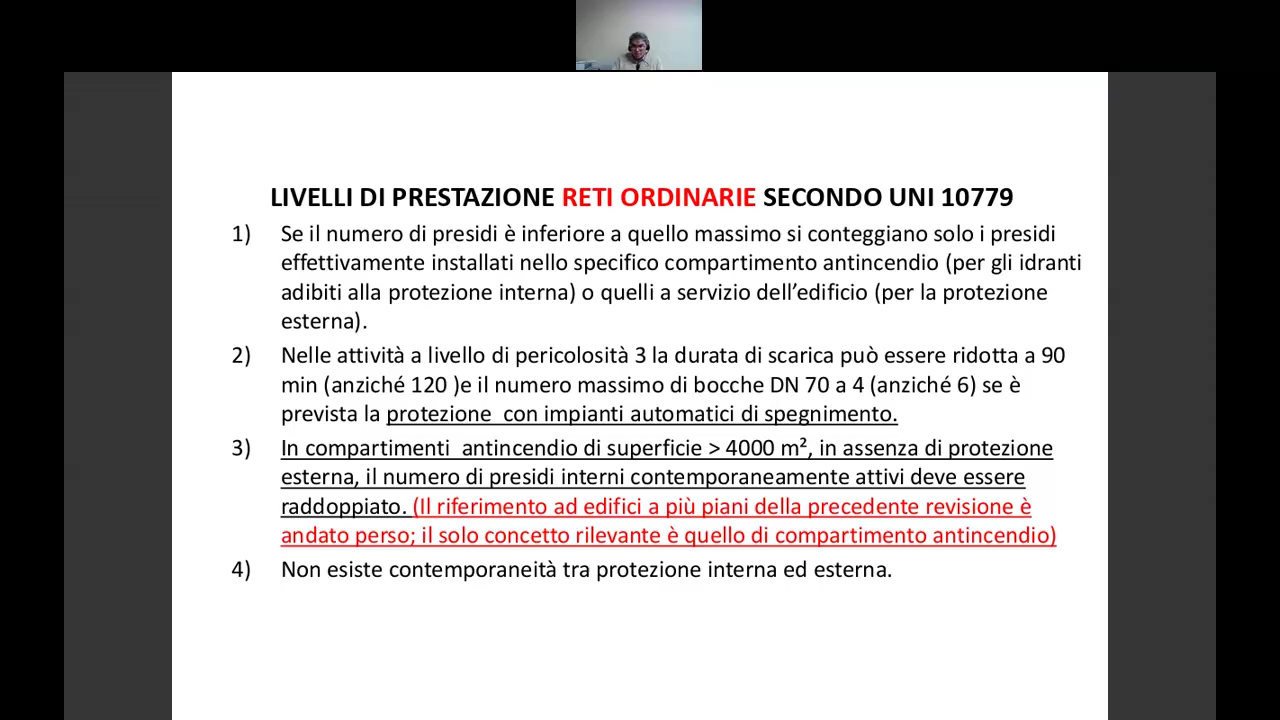 LIVELLI DI PRESTAZIONE RETI ORDINARIE SECONDO UNI 10779
1) Se il numero di presidi è inferiore a quello massimo si conteggiano solo i presidi
effettivamente installati nello specifico compartimento antincendio (per gli idranti
adibiti alla protezione interna) o quelli a servizio dell’edificio (per la protezione
esterna).
2) Nelle attività a livello di pericolosità 3 la durata di scarica può essere ridotta a 90
min (anziché 120 )e il numero massimo di bocche DN 70 a 4 (anziché 6) se è
prevista la protezione con impianti automatici di spegnimento.
3) In compartimenti antincendio di superficie > 4000 m², in assenza di protezione
esterna, il numero di presidi interni contemporaneamente attivi deve essere
raddoppiato. (Il riferimento ad edifici a più piani della precedente revisione è
andato perso; il solo concetto rilevante è quello di compartimento antincendio)
4) Non esiste contemporaneità tra protezione interna ed esterna.